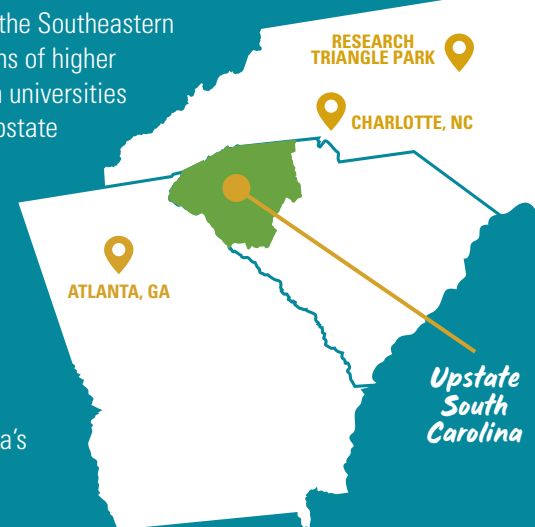 the Southeastern
ns of higher
universities
ostate
RESEARCH
TRIANGLE PARK
CHARLOTTE, NC
ATLANTA, GA
Upstate
South
Carolina
a's